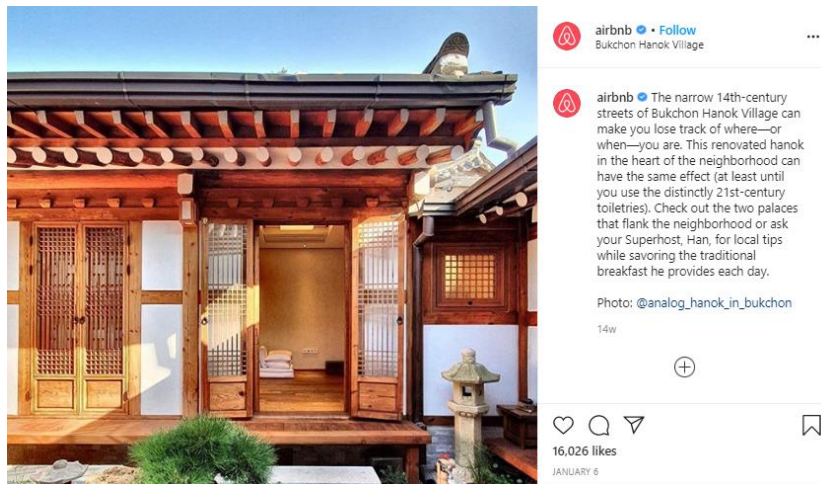 airbnb • Follow
Bukchon Hanok Village
airbnb The narrow 14th-century
streets of Bukchon Hanok Village can
make you lose track of where—or
when—you are. This renovated hanok
in the heart of the neighborhood can
have the same effect (at least until
you use the distinctly 21st-century
toiletries). Check out the two palaces
that flank the neighborhood or ask
your Superhost, Han, for local tips
while savoring the traditional
breakfast he provides each day.
Photo: @analog_hanok_in_bukchon
14w
16,026 likes
JANUARY 6